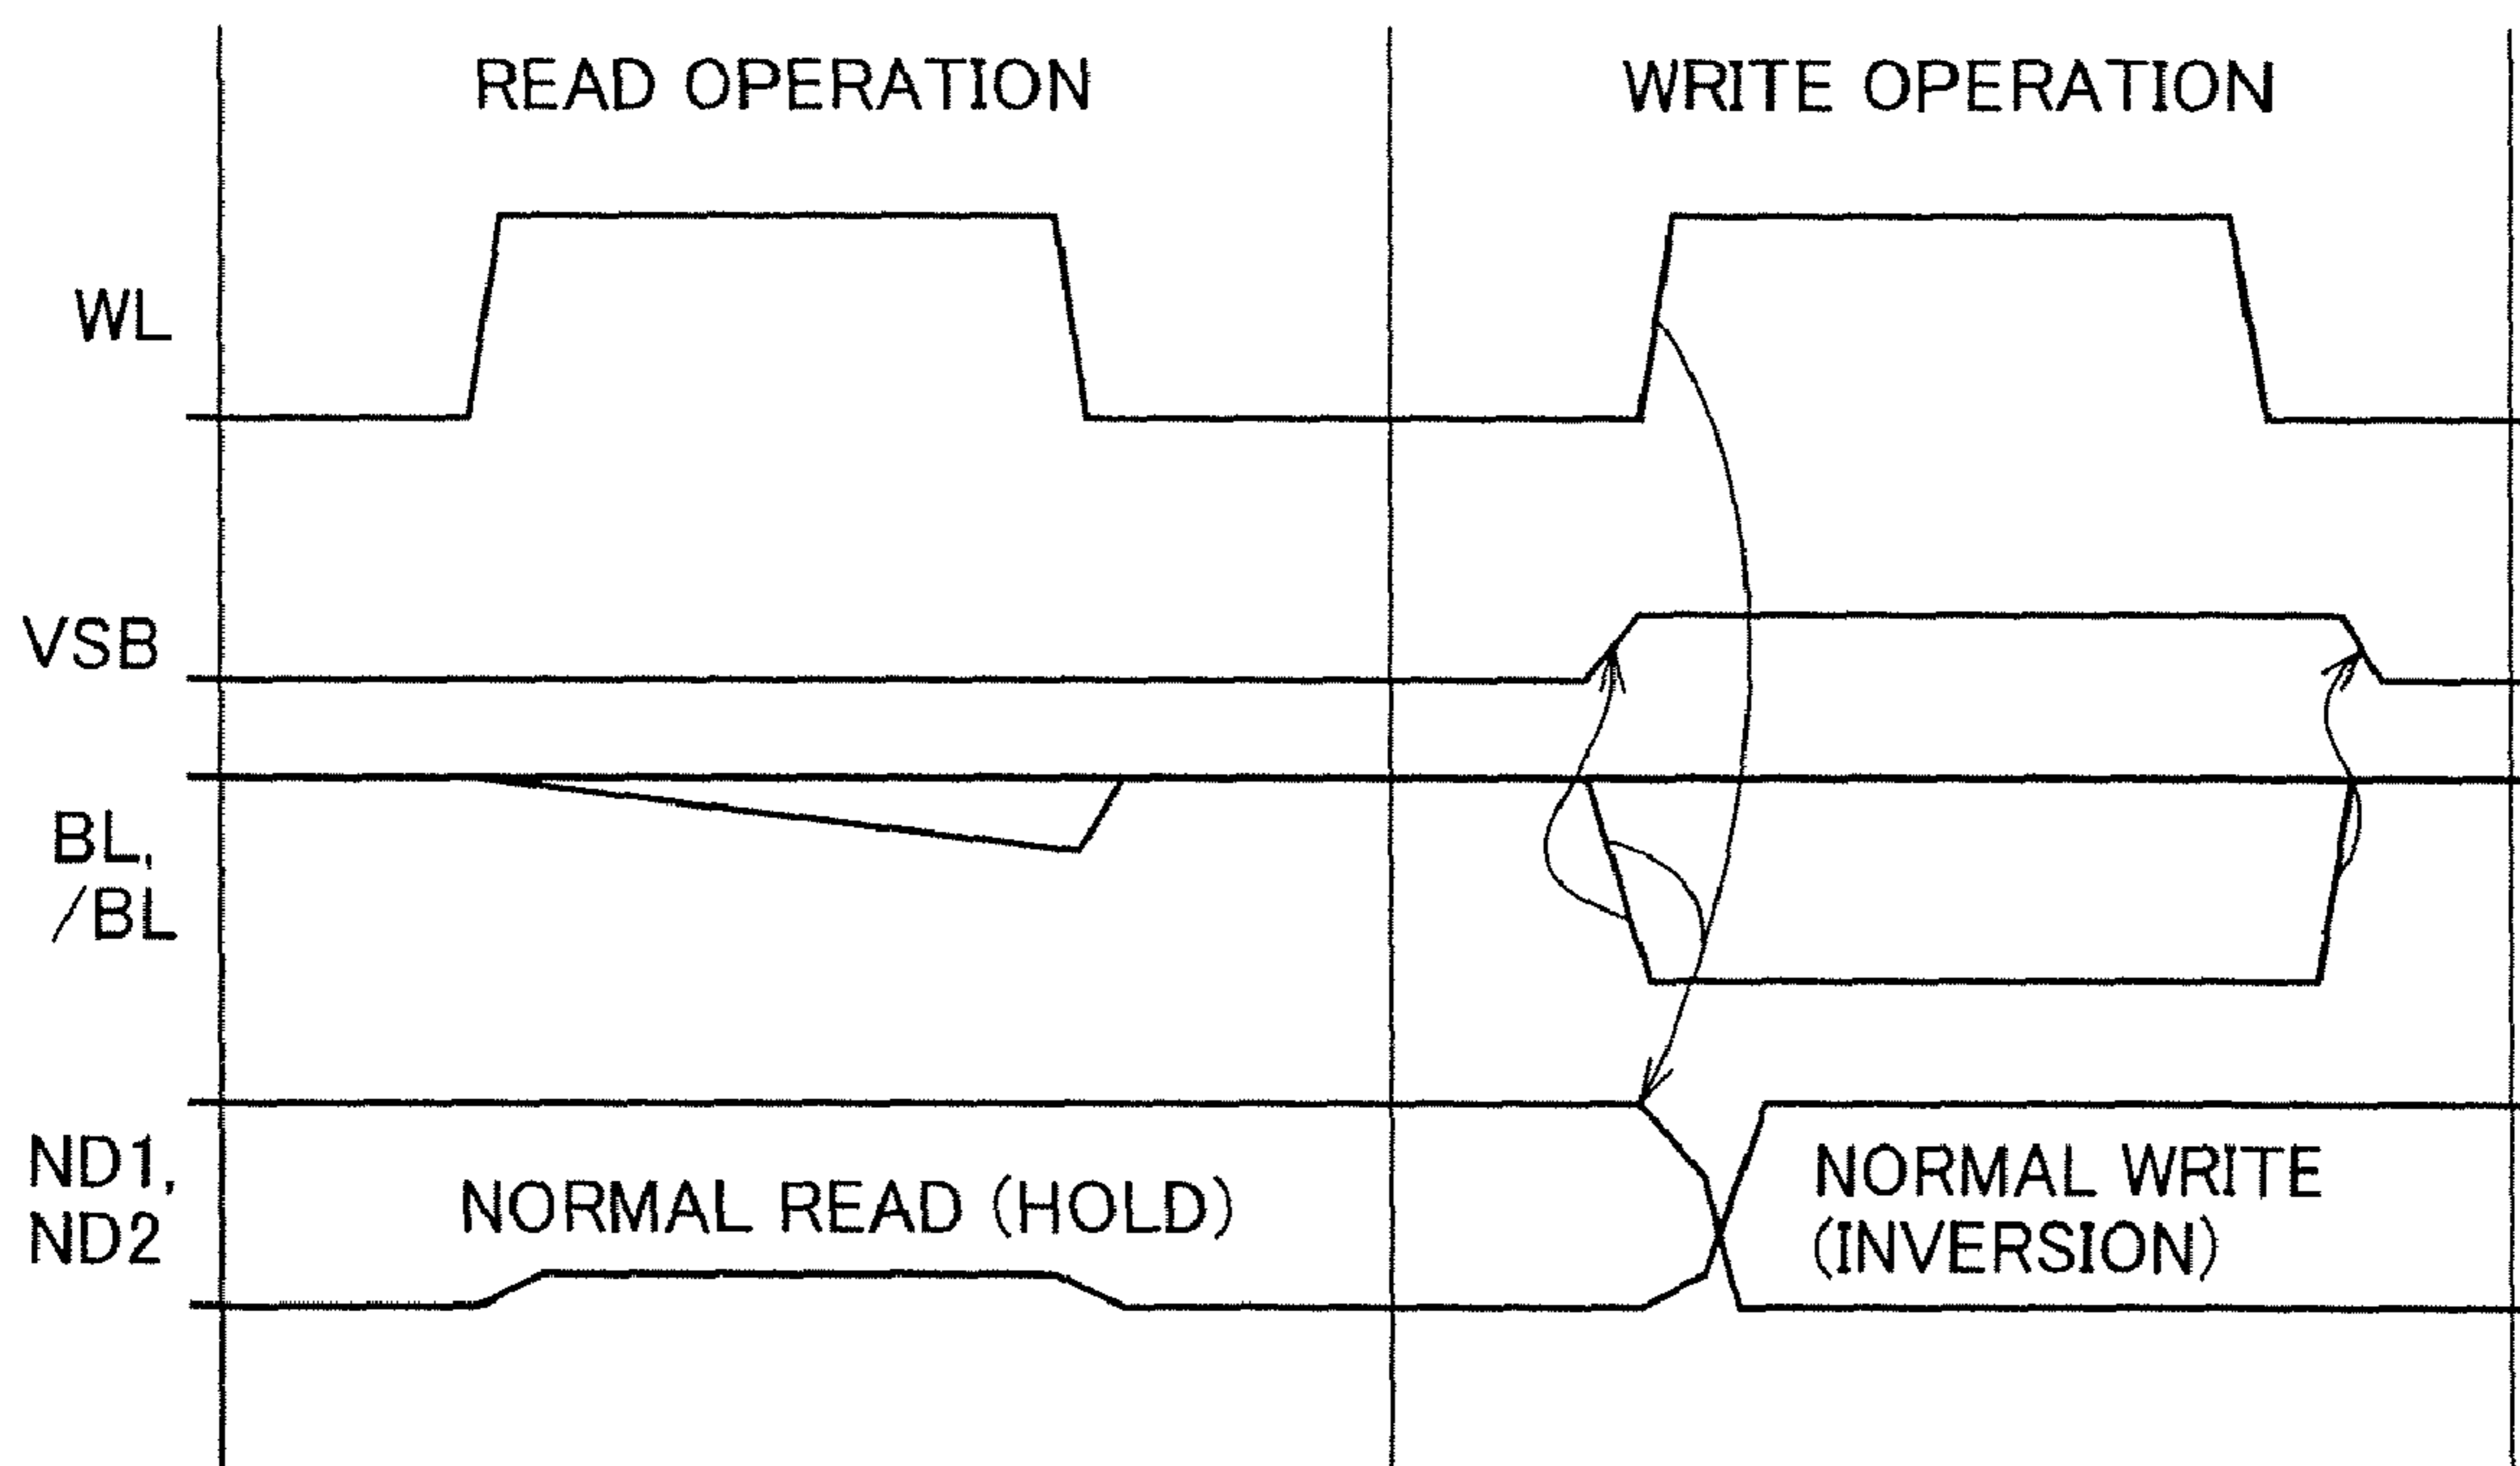 READ OPERATION
WRITE OPERATION
WL
VSB
BL,
/BL
ND1,
ND2
NORMAL READ (HOLD)
NORMAL WRITE
(INVERSION)